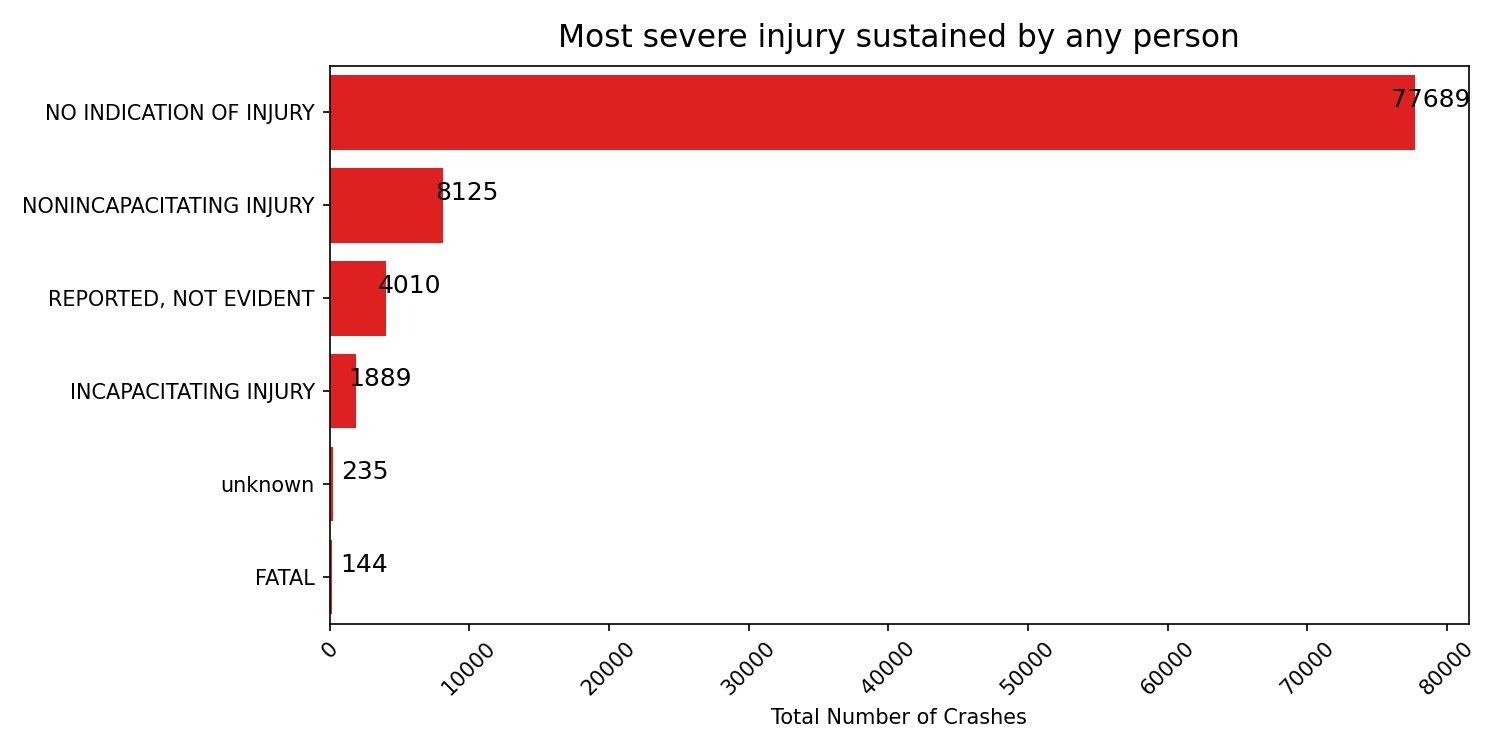 Most severe injury sustained by any person
NO INDICATION OF INJURY
77689
NONINCAPACITATING INJURY
8125
REPORTED, NOT EVIDENT
4010
INCAPACITATING INJURY
1889
unknown
235
FATAL
144
0
10000
20000
30000
40000
50000
60000
70000
80000
Total Number of Crashes